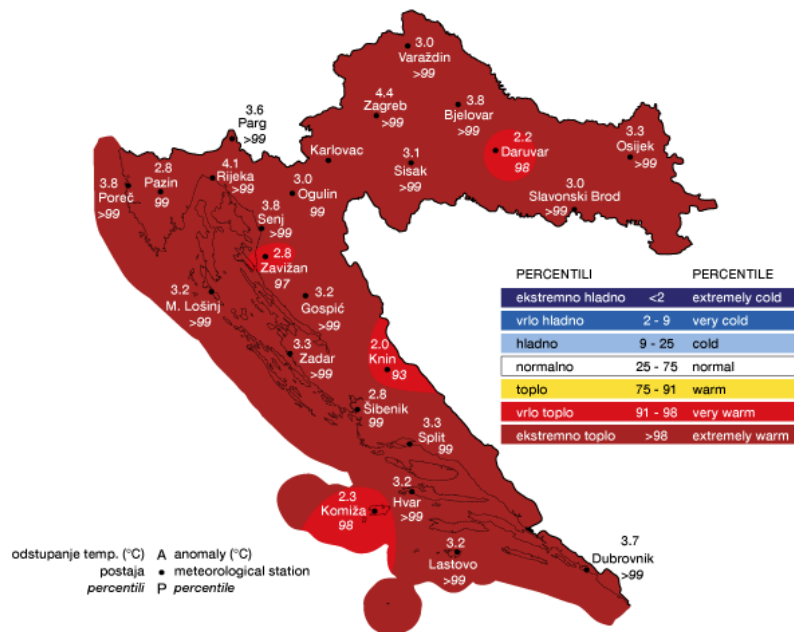 3.0
Varaždin
>99
4.4
Zagreb
>99
3.8
Bjelovar
>99
3.6
Parg
>99
2.2
Daruvar
98
3.3
Osijek
>99
Karlovac
3.1
Sisak
>99
2.8
Pazin
99
4.1
Rijeka
>99
3.8
Poreč
>99
3.0
Ogulin
99
3.0
Slavonski Brod
>99
3.8
Senj
>99
2.8
Zavižan
97
3.2
M. Lošinj
>99
3.2
Gospić
>99
3.3
Zadar
>99
2.0
Knin
93
2.8
Šibenik
99
3.3
Split
99
2.3
Komiža
98
3.2
Hvar
>99
3.2
Lastovo
>99
3.7
Dubrovnik
>99
PERCENTILI PERCENTILE
ekstremno hladno <2 extremely cold
vrlo hladno 2 - 9 very cold
hladno 9 - 25 cold
normalno 25 - 75 normal
toplo 75 - 91 warm
vrlo toplo 91 - 98 very warm
ekstremno toplo >98 extremely warm
odstupanje temp. (°C) A anomaly (°C)
postaja • meteorological station
percentili P percentile